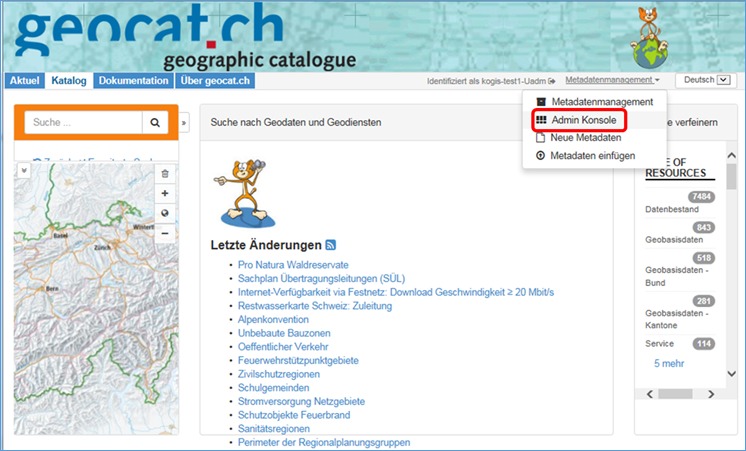 geocat.ch
geographic catalogue
Aktuel
Katalog
Dokumentation
Über geocat.ch
Identifiziert als kogis-test1-Uadm
Metadatenmanagement
Deutsch
Metadatenmanagement
Admin Konsole
Neue Metadaten
Metadaten einfügen
Suche ...
»
Suche nach Geodaten und Geodiensten
e verfeinern
Basel
Zürich
Wintert
Bern
Letzte Änderungen
• Pro Natura Waldreservate
• Sachplan Übertragungsleitungen (SÜL)
• Internet-Verfügbarkeit via Festnetz: Download Geschwindigkeit ≥ 20 Mbit/s
• Restwasserkarte Schweiz: Zuleitung
• Alpenkonvention
• Unbebaute Bauzonen
• Oeffentlicher Verkehr
• Feuerwehrstützpunktgebiete
• Zivilschutzregionen
• Schulgemeinden
• Stromversorgung Netzgebiete
• Schutzobjekte Feuerbrand
• Sanitätsregionen
• Perimeter der Regionalplanungsgruppen
E OF
RESOURCES
7484
Datenbestand
843
Geobasisdaten
518
Geobasisdaten -
Bund
281
Geobasisdaten -
Kantone
Service 114
5 mehr